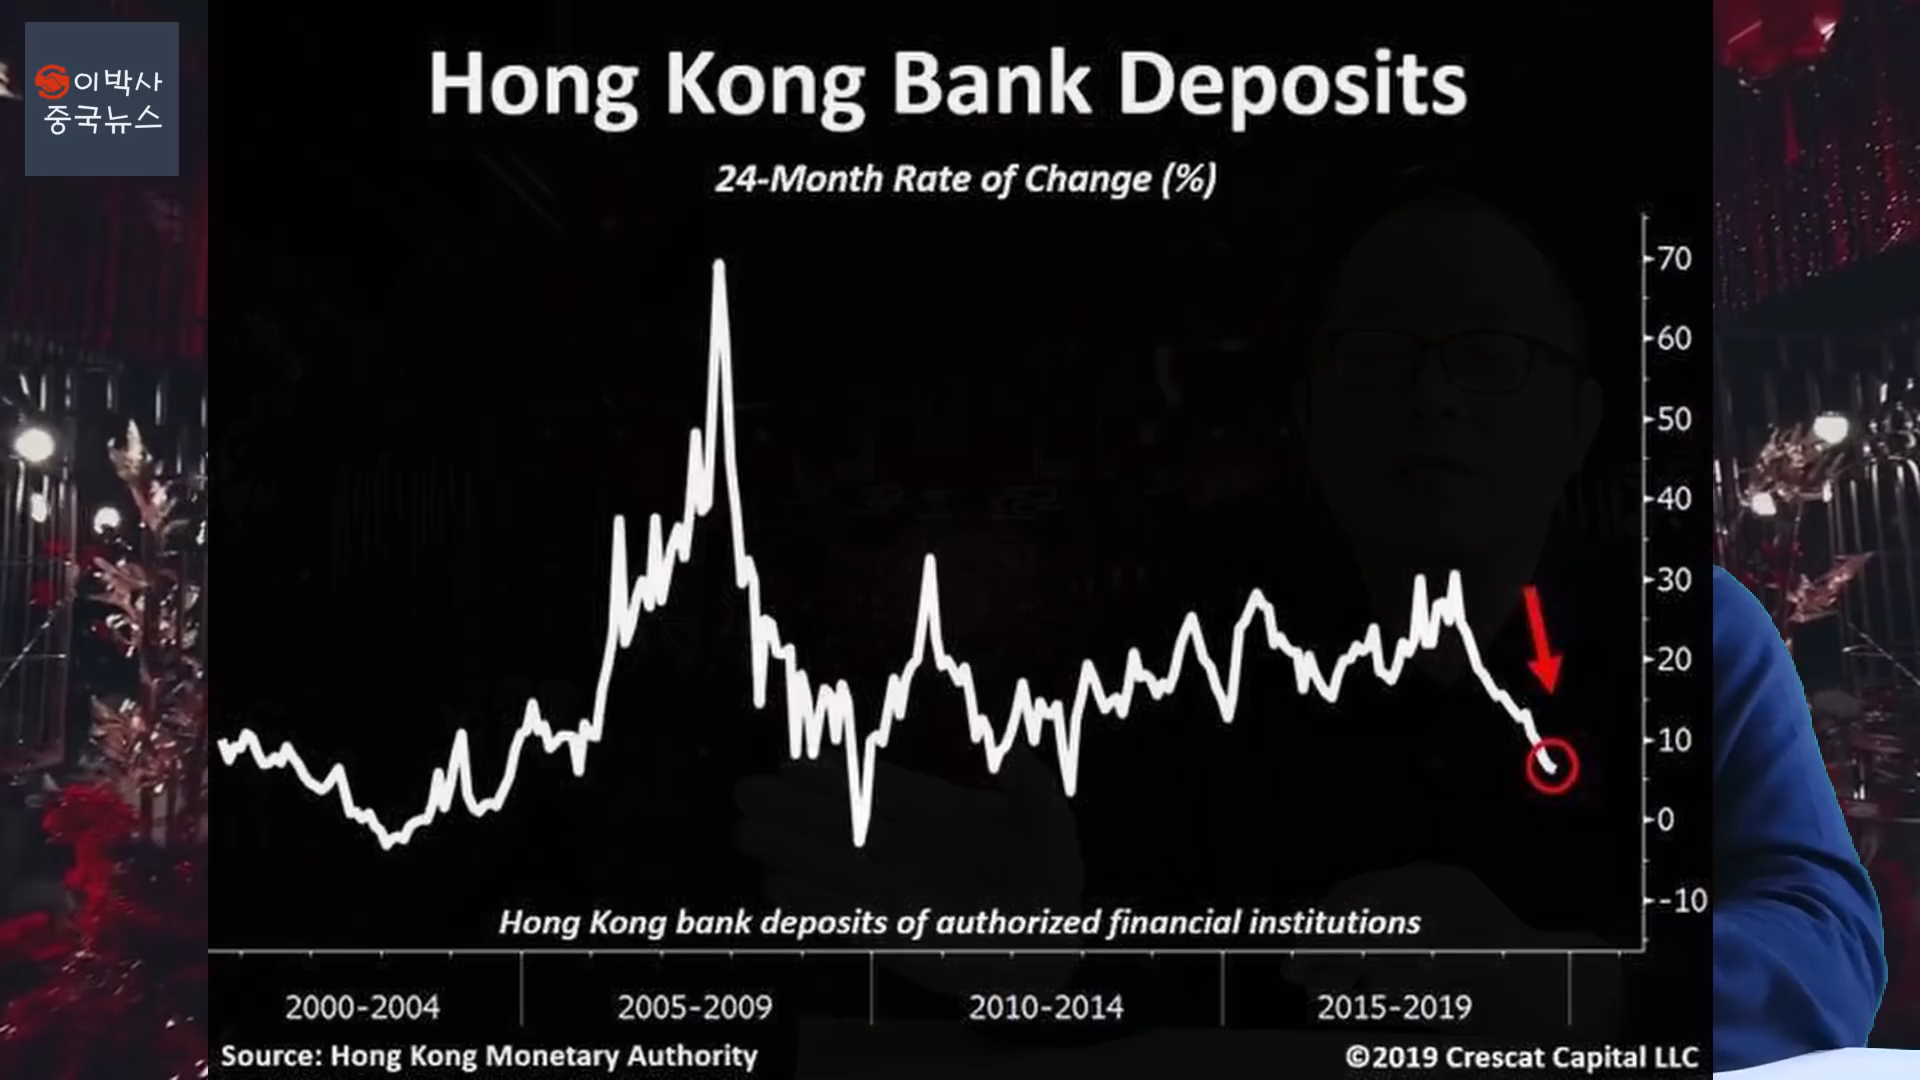 이박사
중국뉴스
Hong Kong Bank Deposits
24-Month Rate of Change (%)
70
60
50
40
30
20
10
0
-10
Hong Kong bank deposits of authorized financial institutions
2000-2004
2005-2009
2010-2014
2015-2019
Source: Hong Kong Monetary Authority
©2019 Crescat Capital LLC